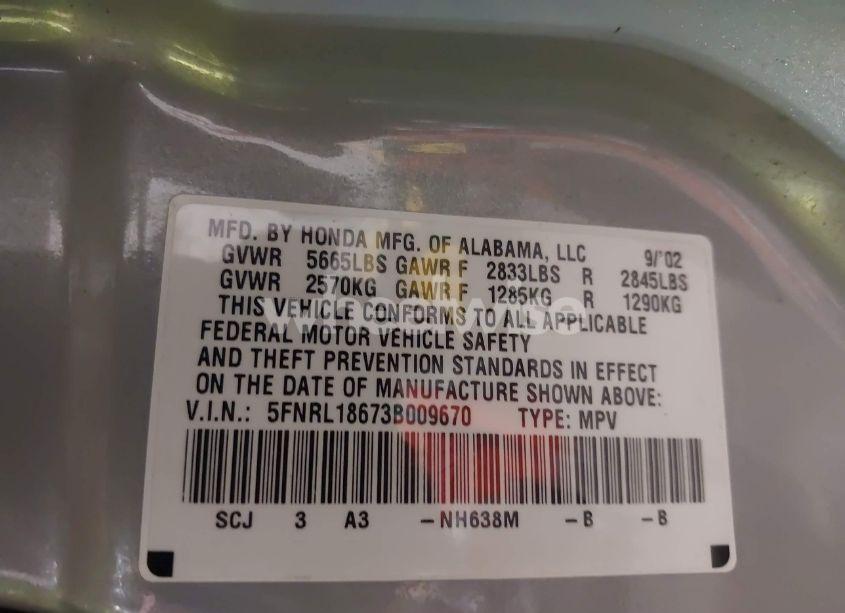 MFD. BY HONDA MFG. OF ALABAMA, LLC 9/'02
GVWR 5665LBS GAWR F 2833LBS R 2845LBS
GVWR 2570KG GAWR F 1285KG R 1290KG
THIS VEHICLE CONFORMS TO ALL APPLICABLE
FEDERAL MOTOR VEHICLE SAFETY
AND THEFT PREVENTION STANDARDS IN EFFECT
ON THE DATE OF MANUFACTURE SHOWN ABOVE:
V.I.N.: 5FNRL18673B009670 TYPE: MPV
SCJ 3 A3 -NH638M -B -B